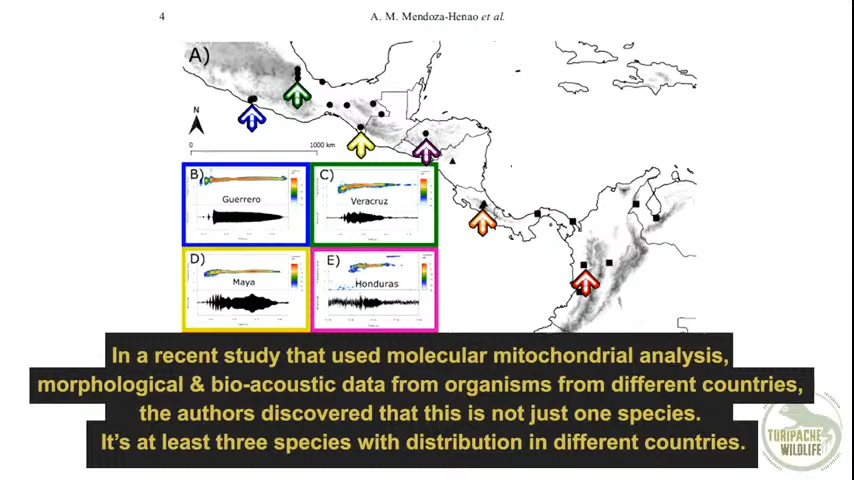 4
A. M. Mendoza-Henao et al.
A)
N
0
1000 km
B)
Guerrero
C)
Veracruz
D)
Maya
E)
Honduras
In a recent study that used molecular mitochondrial analysis,
morphological & bio-acoustic data from organisms from different countries,
the authors discovered that this is not just one species.
It's at least three species with distribution in different countries.
TURIPACHE
WILDLIFE